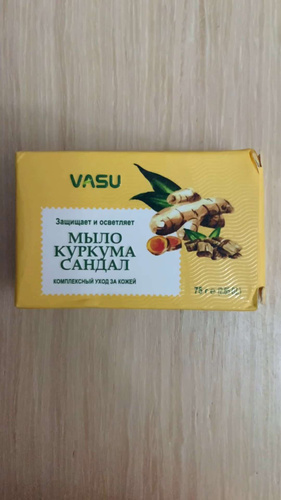 VASU
Защищает и осветляет
МЫЛО
КУРКУМА
САНДАЛ
КОМПЛЕКСНЫЙ УХОД ЗА КОЖЕЙ
75 г ℮